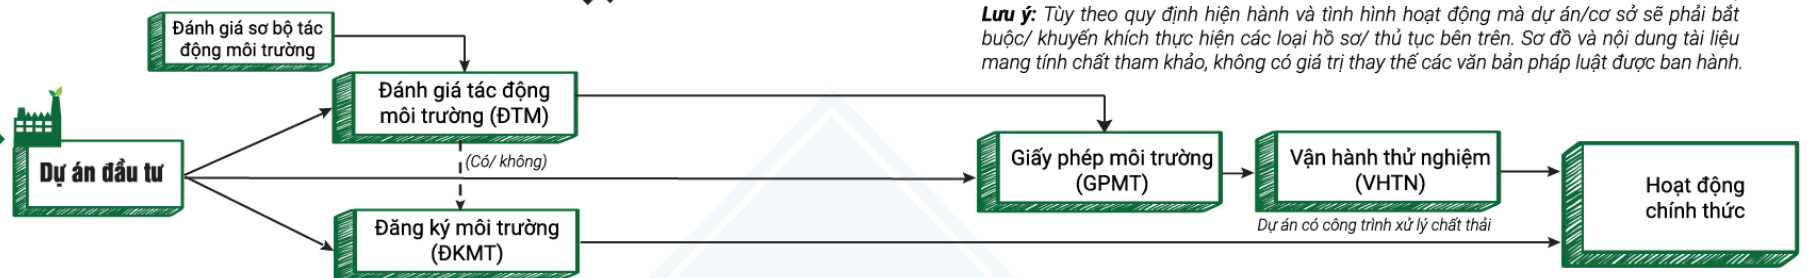 Đánh giá sơ bộ tác
động môi trường
Lưu ý: Tùy theo quy định hiện hành và tình hình hoạt động mà dự án/cơ sở sẽ phải bắt
buộc/ khuyến khích thực hiện các loại hồ sơ/ thủ tục bên trên. Sơ đồ và nội dung tài liệu
mang tính chất tham khảo, không có giá trị thay thế các văn bản pháp luật được ban hành.
Đánh giá tác động
môi trường (ĐTM)
(Có/ không)
Dự án đầu tư
Giấy phép môi trường
(GPMT)
Vận hành thử nghiệm
(VHTN)
Dự án có công trình xử lý chất thải
Hoạt động
chính thức
Đăng ký môi trường
(ĐKMT)